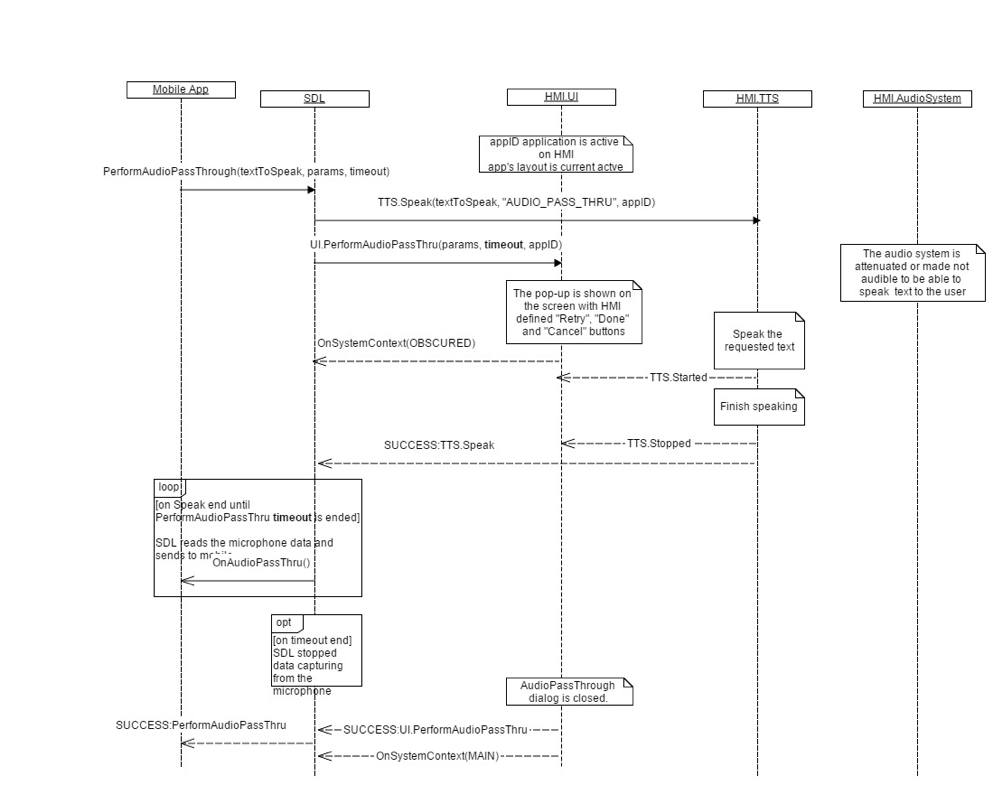 Mobile App
SDL
HMI.UI
HMI.TTS
HMI.AudioSystem
appID application is active
on HMI
app's layout is current actve
PerformAudioPassThrough(textToSpeak, params, timeout)
TTS.Speak(textToSpeak, "AUDIO_PASS_THRU", appID)
UI.PerformAudioPassThru(params, timeout, appID)
The audio system is
attenuated or made not
audible to be able to
speak text to the user
The pop-up is shown on
the screen with HMI
defined "Retry", "Done"
and "Cancel" buttons
Speak the
requested text
OnSystemContext(OBSCURED)
TTS.Started
Finish speaking
TTS.Stopped
SUCCESS:TTS.Speak
loop
[on Speak end until
PerformAudioPassThru timeout is ended]
SDL reads the microphone data and
sends to mobile
OnAudioPassThru()
opt
[on timeout end]
SDL stopped
data capturing
from the
microphone
AudioPassThrough
dialog is closed.
SUCCESS:PerformAudioPassThru
SUCCESS:UI.PerformAudioPassThru
OnSystemContext(MAIN)